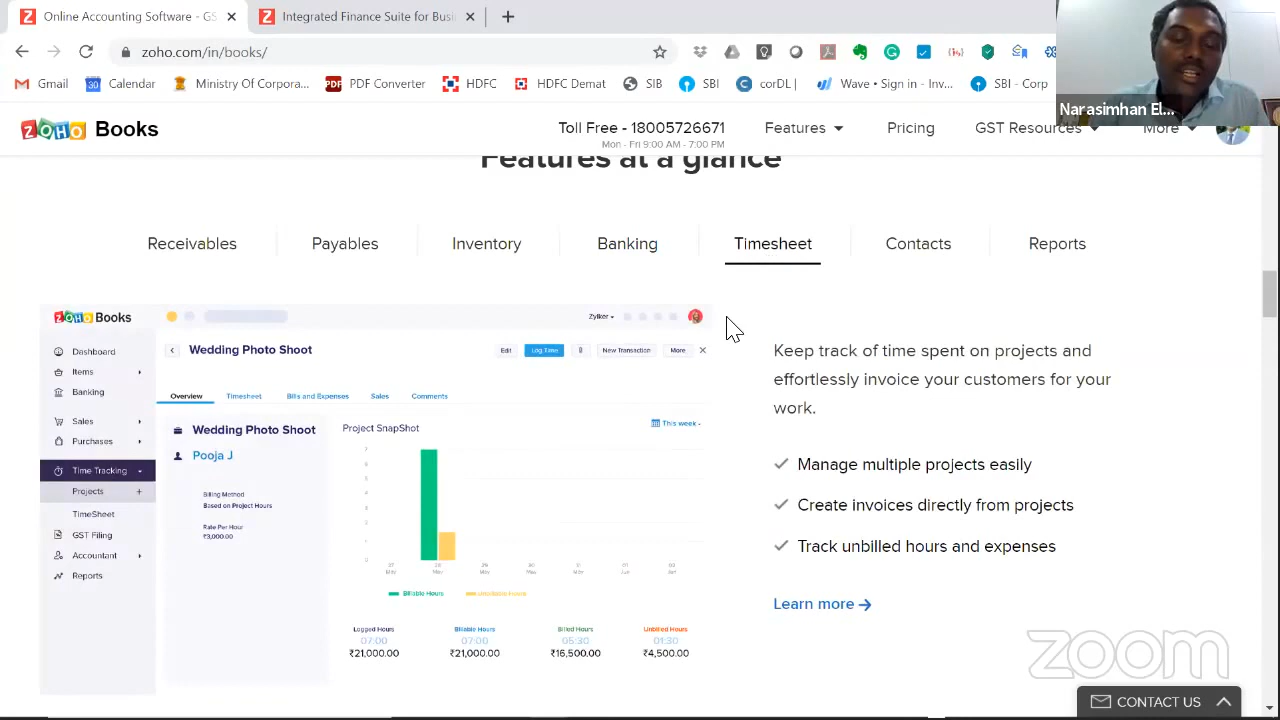 Online Accounting Software - GS
Integrated Finance Suite for Busi
zoho.com/in/books/
Gmail
Calendar
Ministry Of Corpora...
PDF Converter
HDFC
HDFC Demat
SIB
SBI
corDL |
Wave • Sign in - Inv...
SBI - Corp
Narasimhan El...
ZOHO Books
Toll Free - 18005726671
Mon - Fri 9:00 AM - 7:00 PM
Features
Pricing
GST Resources
More
Features at a glance
Receivables
Payables
Inventory
Banking
Timesheet
Contacts
Reports
ZOHO Books
Zylker
Dashboard
Items
Banking
Sales
Purchases
Time Tracking
Projects
TimeSheet
GST Filing
Accountant
Reports
Wedding Photo Shoot
Edit
Log Time
New Transaction
More
Overview
Timesheet
Bills and Expenses
Sales
Comments
Wedding Photo Shoot
Pooja J
Billing Method
Based on Project Hours
Rate Per Hour
₹3,000.00
Project SnapShot
This week
Billable Hours
Unbillable Hours
Logged Hours
07:00
₹21,000.00
Billable Hours
07:00
₹21,000.00
Billed Hours
05:30
₹16,500.00
Unbilled Hours
01:30
₹4,500.00
Keep track of time spent on projects and
effortlessly invoice your customers for your
work.
Manage multiple projects easily
Create invoices directly from projects
Track unbilled hours and expenses
Learn more
zoom
CONTACT US